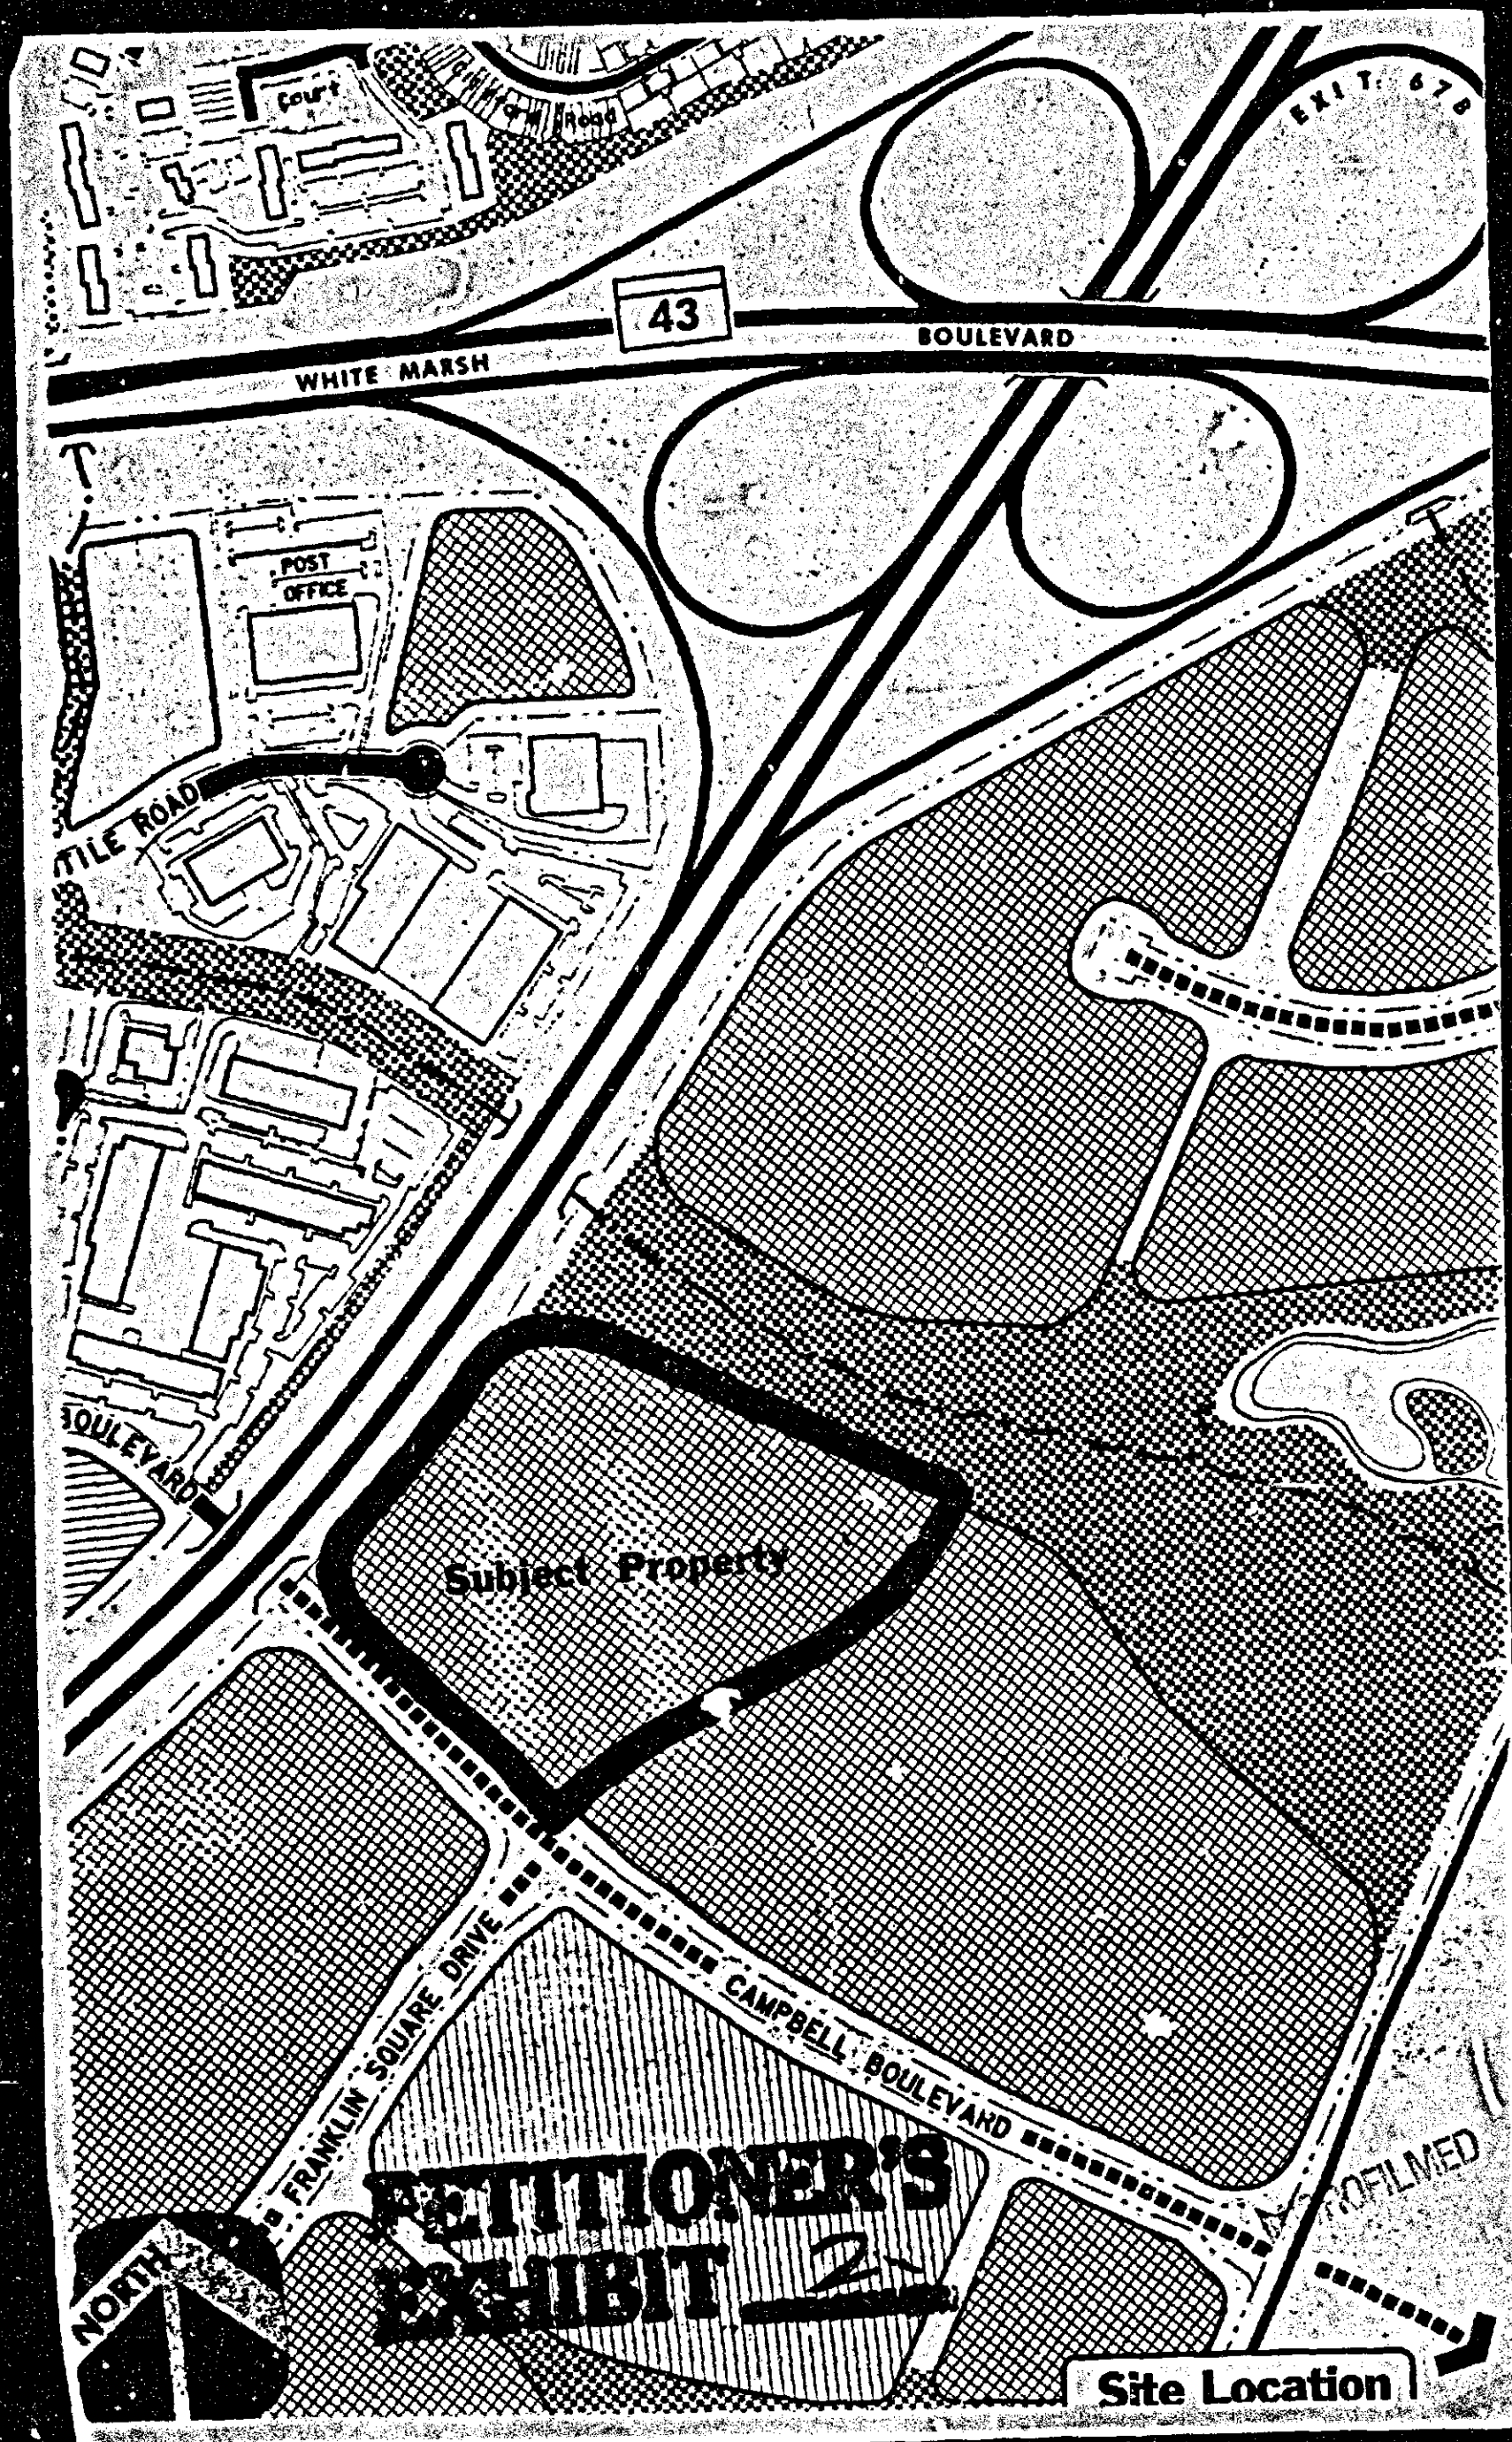 Court
Road
EXIT: 67B
43
BOULEVARD
WHITE MARSH
POST
OFFICE
TILE ROAD
BOULEVARD
Subject Property
CAMPBELL BOULEVARD
FRANKLIN SQUARE DRIVE
PETITIONER'S
EXHIBIT 2
ROFILMED
NORTH
Site Location